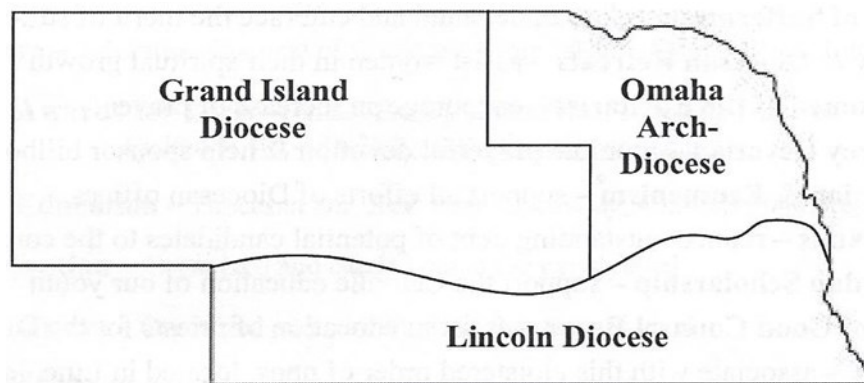 Grand Island
Diocese
Omaha
Arch-
Diocese
Lincoln Diocese